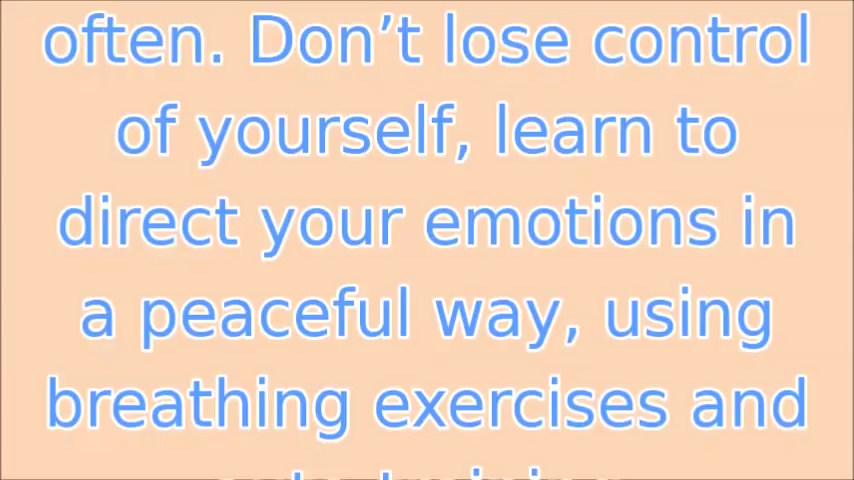 often. Don’t lose control
of yourself, learn to
direct your emotions in
a peaceful way, using
breathing exercises and